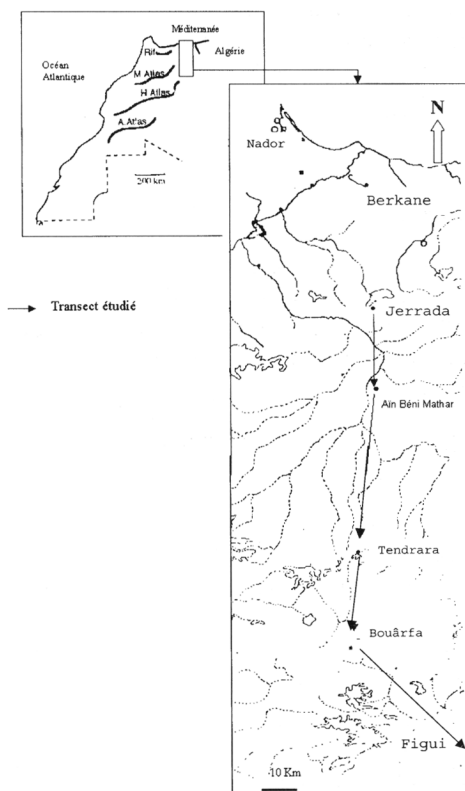 Méditerranée
Rif
Algérie
Océan
Atlantique
M Atlas
H Atlas
A Atlas
200 km
N
Nador
Berkane
Transect étudié
Jerrada
Aïn Béni Mathar
Tendrara
Bouârfa
Figui
10 Km